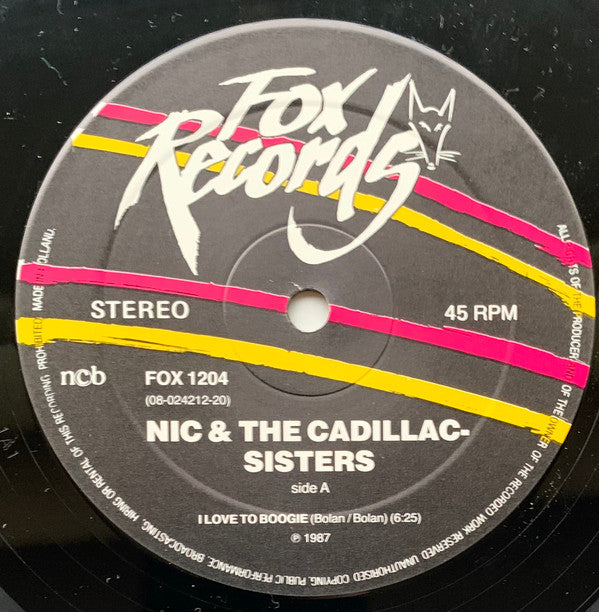 Fox
Records
STEREO
45 RPM
ncb
FOX 1204
(08-024212-20)
NIC & THE CADILLAC-
SISTERS
side A
I LOVE TO BOOGIE (Bolan / Bolan) (6:25)
℗ 1987
ALL RIGHTS OF THE PRODUCER AND OF THE OWNER OF THE RECORDED WORK RESERVED. UNAUTHORISED COPYING, PUBLIC PERFORMANCE, BROADCASTING, HIRING OR RENTAL OF THIS RECORDING PROHIBITED. MADE IN HOLLAND.